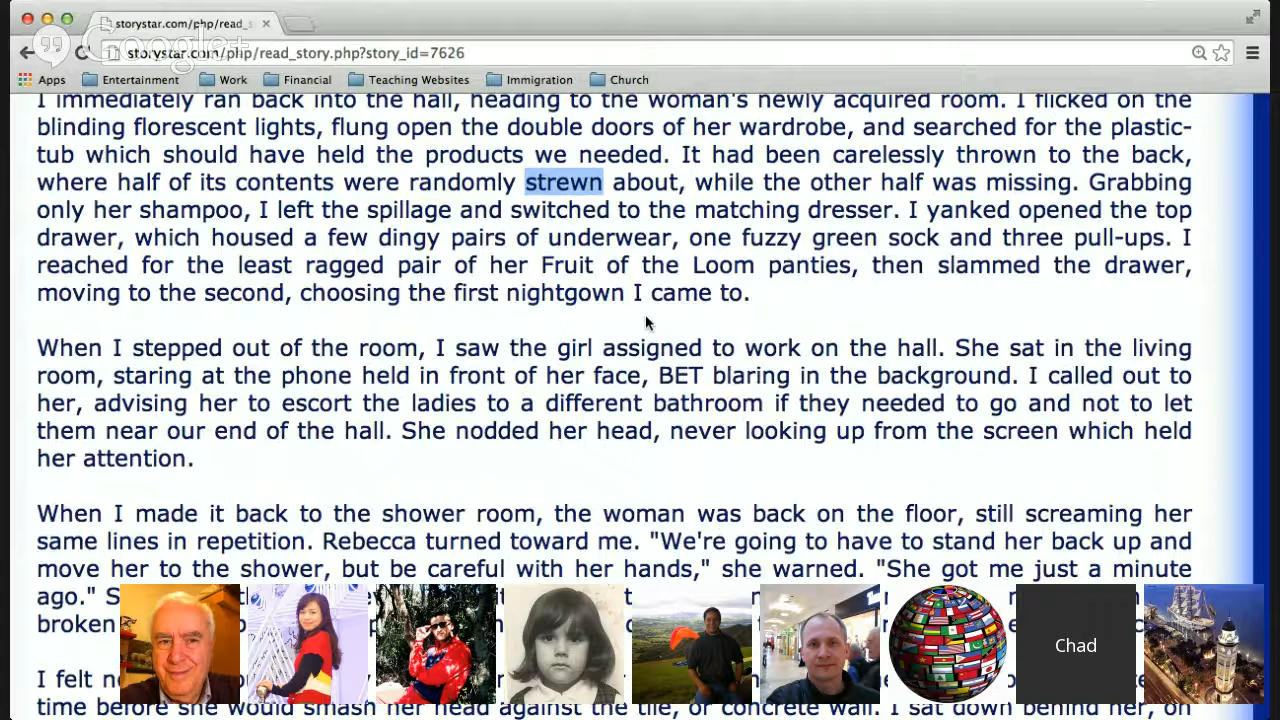 storystar.com/php/read_s
Google+
storystar.com/php/read_story.php?story_id=7626
Apps Entertainment Work Financial Teaching Websites Immigration Church
I immediately ran back into the hall, heading to the woman's newly acquired room. I flicked on the
blinding florescent lights, flung open the double doors of her wardrobe, and searched for the plastic-
tub which should have held the products we needed. It had been carelessly thrown to the back,
where half of its contents were randomly strewn about, while the other half was missing. Grabbing
only her shampoo, I left the spillage and switched to the matching dresser. I yanked opened the top
drawer, which housed a few dingy pairs of underwear, one fuzzy green sock and three pull-ups. I
reached for the least ragged pair of her Fruit of the Loom panties, then slammed the drawer,
moving to the second, choosing the first nightgown I came to.
When I stepped out of the room, I saw the girl assigned to work on the hall. She sat in the living
room, staring at the phone held in front of her face, BET blaring in the background. I called out to
her, advising her to escort the ladies to a different bathroom if they needed to go and not to let
them near our end of the hall. She nodded her head, never looking up from the screen which held
her attention.
When I made it back to the shower room, the woman was back on the floor, still screaming her
same lines in repetition. Rebecca turned toward me. "We're going to have to stand her back up and
move her to the shower, but be careful with her hands," she warned. "She got me just a minute
ago."
broken
I felt
time before she would smash her head against the tile, or concrete wall. I sat down behind her, on
Chad